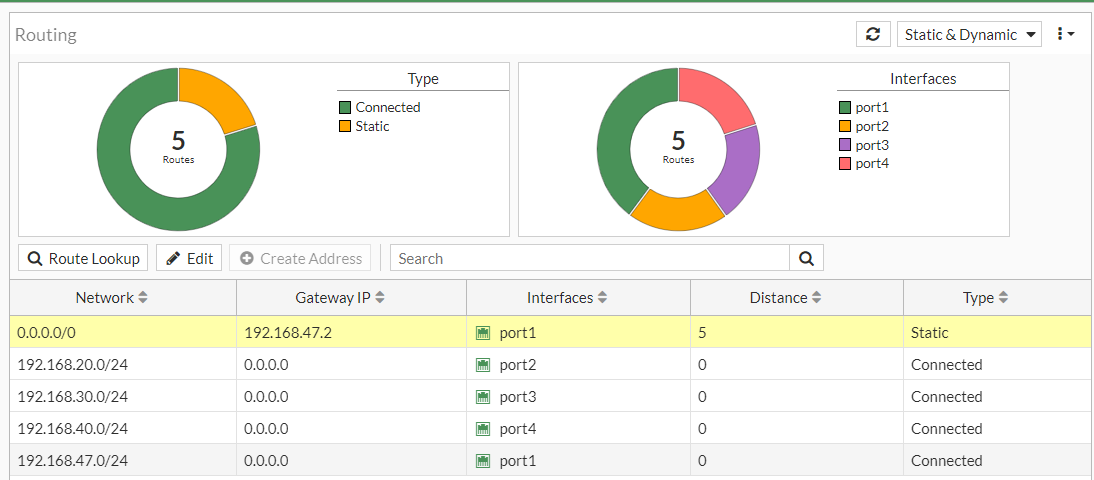 Routing
Static & Dynamic
Type
Connected
Static
5
Routes
Interfaces
port1
port2
port3
port4
5
Routes
Route Lookup Edit Create Address Search
Network Gateway IP Interfaces Distance Type
0.0.0.0/0 192.168.47.2 port1 5 Static
192.168.20.0/24 0.0.0.0 port2 0 Connected
192.168.30.0/24 0.0.0.0 port3 0 Connected
192.168.40.0/24 0.0.0.0 port4 0 Connected
192.168.47.0/24 0.0.0.0 port1 0 Connected